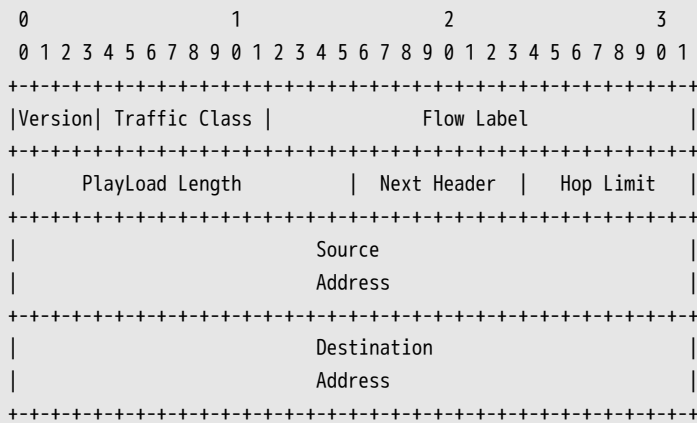 0                   1                   2                   3
0 1 2 3 4 5 6 7 8 9 0 1 2 3 4 5 6 7 8 9 0 1 2 3 4 5 6 7 8 9 0 1
+-+-+-+-+-+-+-+-+-+-+-+-+-+-+-+-+-+-+-+-+-+-+-+-+-+-+-+-+-+-+-+-+
|Version| Traffic Class |              Flow Label               |
+-+-+-+-+-+-+-+-+-+-+-+-+-+-+-+-+-+-+-+-+-+-+-+-+-+-+-+-+-+-+-+-+
|      PlayLoad Length          |  Next Header  |   Hop Limit   |
+-+-+-+-+-+-+-+-+-+-+-+-+-+-+-+-+-+-+-+-+-+-+-+-+-+-+-+-+-+-+-+-+
|                            Source                             |
|                            Address                            |
+-+-+-+-+-+-+-+-+-+-+-+-+-+-+-+-+-+-+-+-+-+-+-+-+-+-+-+-+-+-+-+-+
|                            Destination                        |
|                            Address                            |
+-+-+-+-+-+-+-+-+-+-+-+-+-+-+-+-+-+-+-+-+-+-+-+-+-+-+-+-+-+-+-+-+